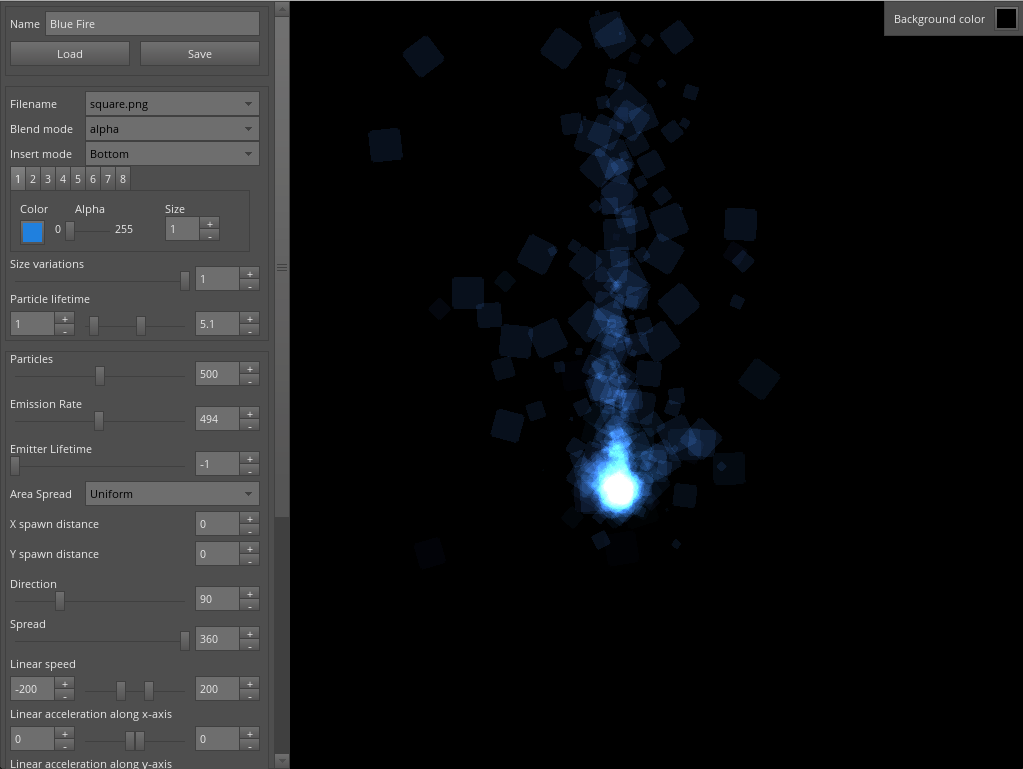 Name Blue Fire
Load Save
Background color
Filename square.png
Blend mode alpha
Insert mode Bottom
1 2 3 4 5 6 7 8
Color Alpha Size
0 255 1 + -
Size variations
1 + -
Particle lifetime
1 + - 5.1 + -
Particles
500 + -
Emission Rate
494 + -
Emitter Lifetime
-1 + -
Area Spread Uniform
X spawn distance 0 + -
Y spawn distance 0 + -
Direction
90 + -
Spread
360 + -
Linear speed
-200 + - 200 + -
Linear acceleration along x-axis
0 + - 0 + -
Linear acceleration along y-axis